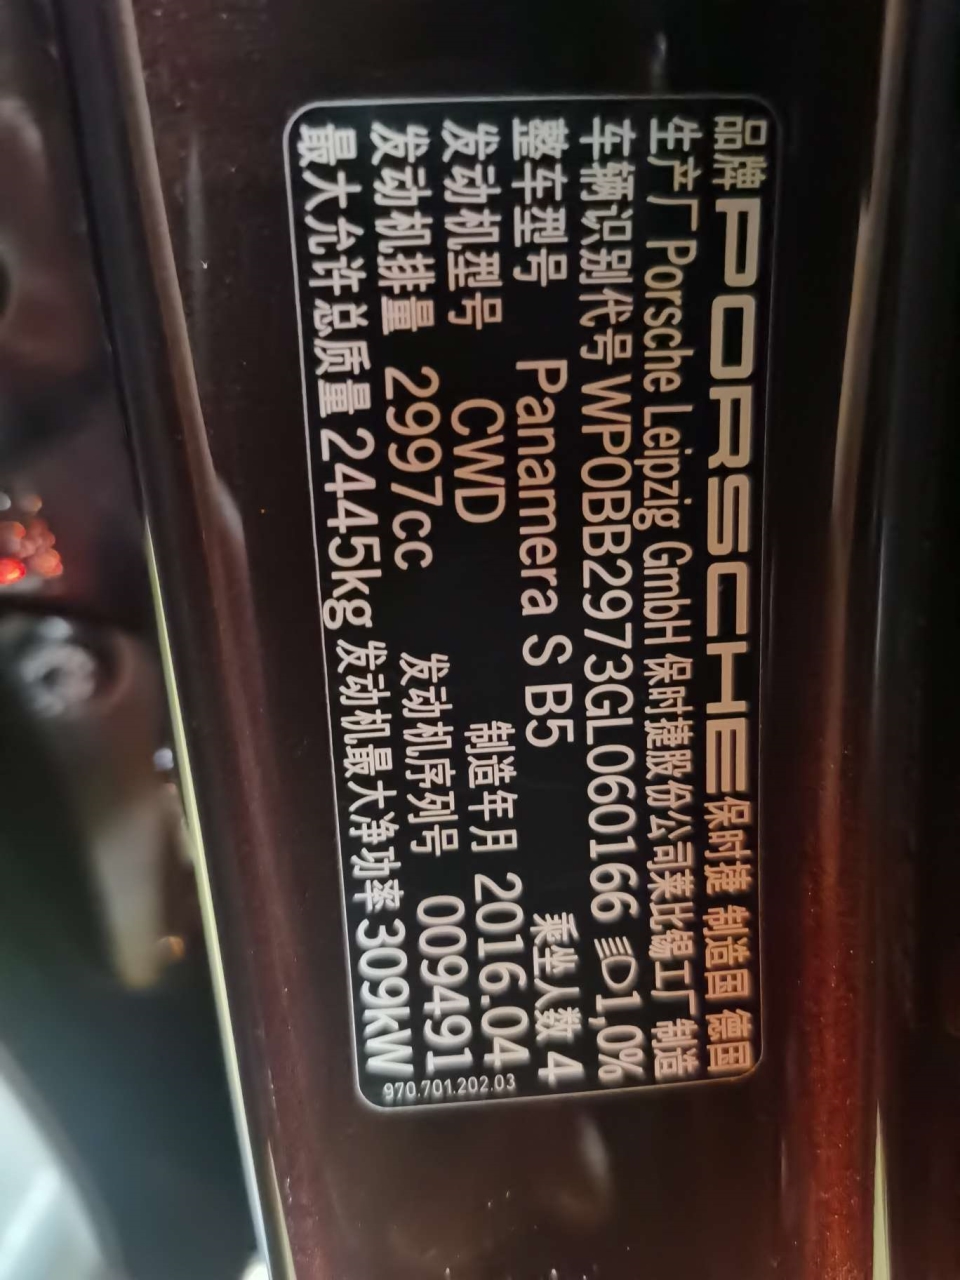 品牌 PORSCHE 保时捷 制造国 德国
生产厂 Porsche Leipzig GmbH 保时捷股份公司莱比锡工厂 制造
车辆识别代号 WP0BB2973GL060166 1,0%
整车型号 Panamera S B5 乘坐人数 4
发动机型号 CWD 制造年月 2016.04
发动机排量 2997cc 发动机序列号 009491
最大允许总质量 2445kg 发动机最大净功率 309kW
970.701.202.03